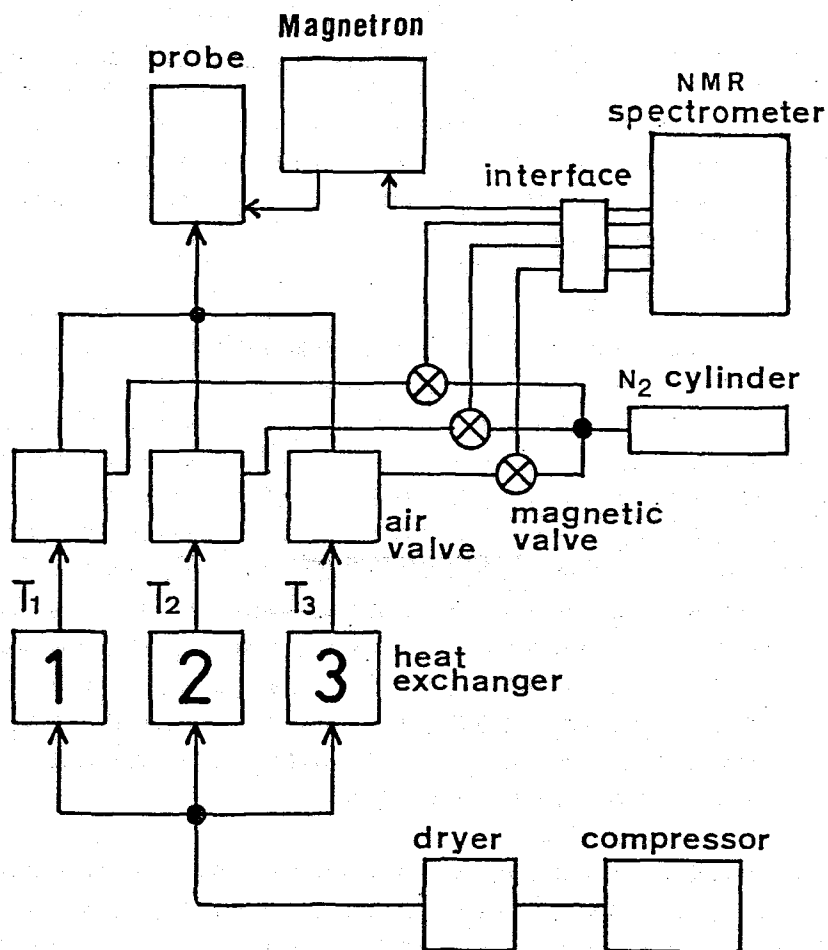 Magnetron
probe
NMR
spectrometer
interface
N2 cylinder
air
valve
magnetic
valve
T1
T2
T3
1
2
3
heat
exchanger
dryer
compressor